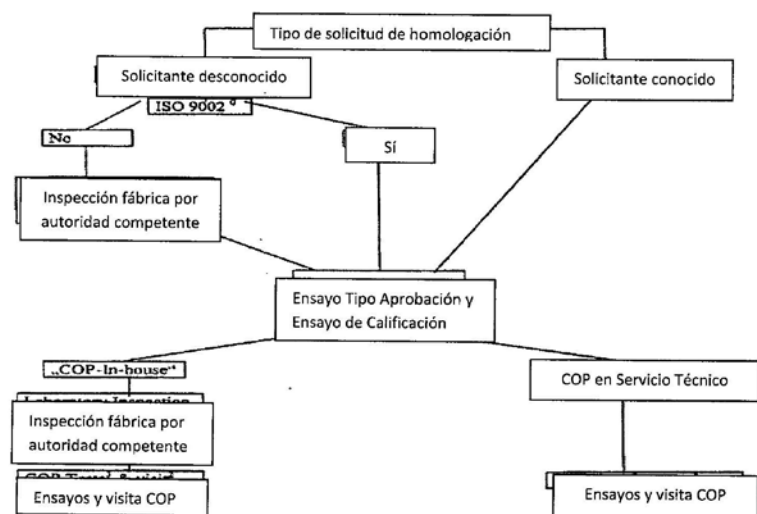 Tipo de solicitud de homologación
Solicitante desconocido
Solicitante conocido
ISO 9002
No
Sí
Inspección fábrica por
autoridad competente
Ensayo Tipo Aprobación y
Ensayo de Calificación
„COP-In-house“
COP en Servicio Técnico
Inspección fábrica por
autoridad competente
Ensayos y visita COP
Ensayos y visita COP